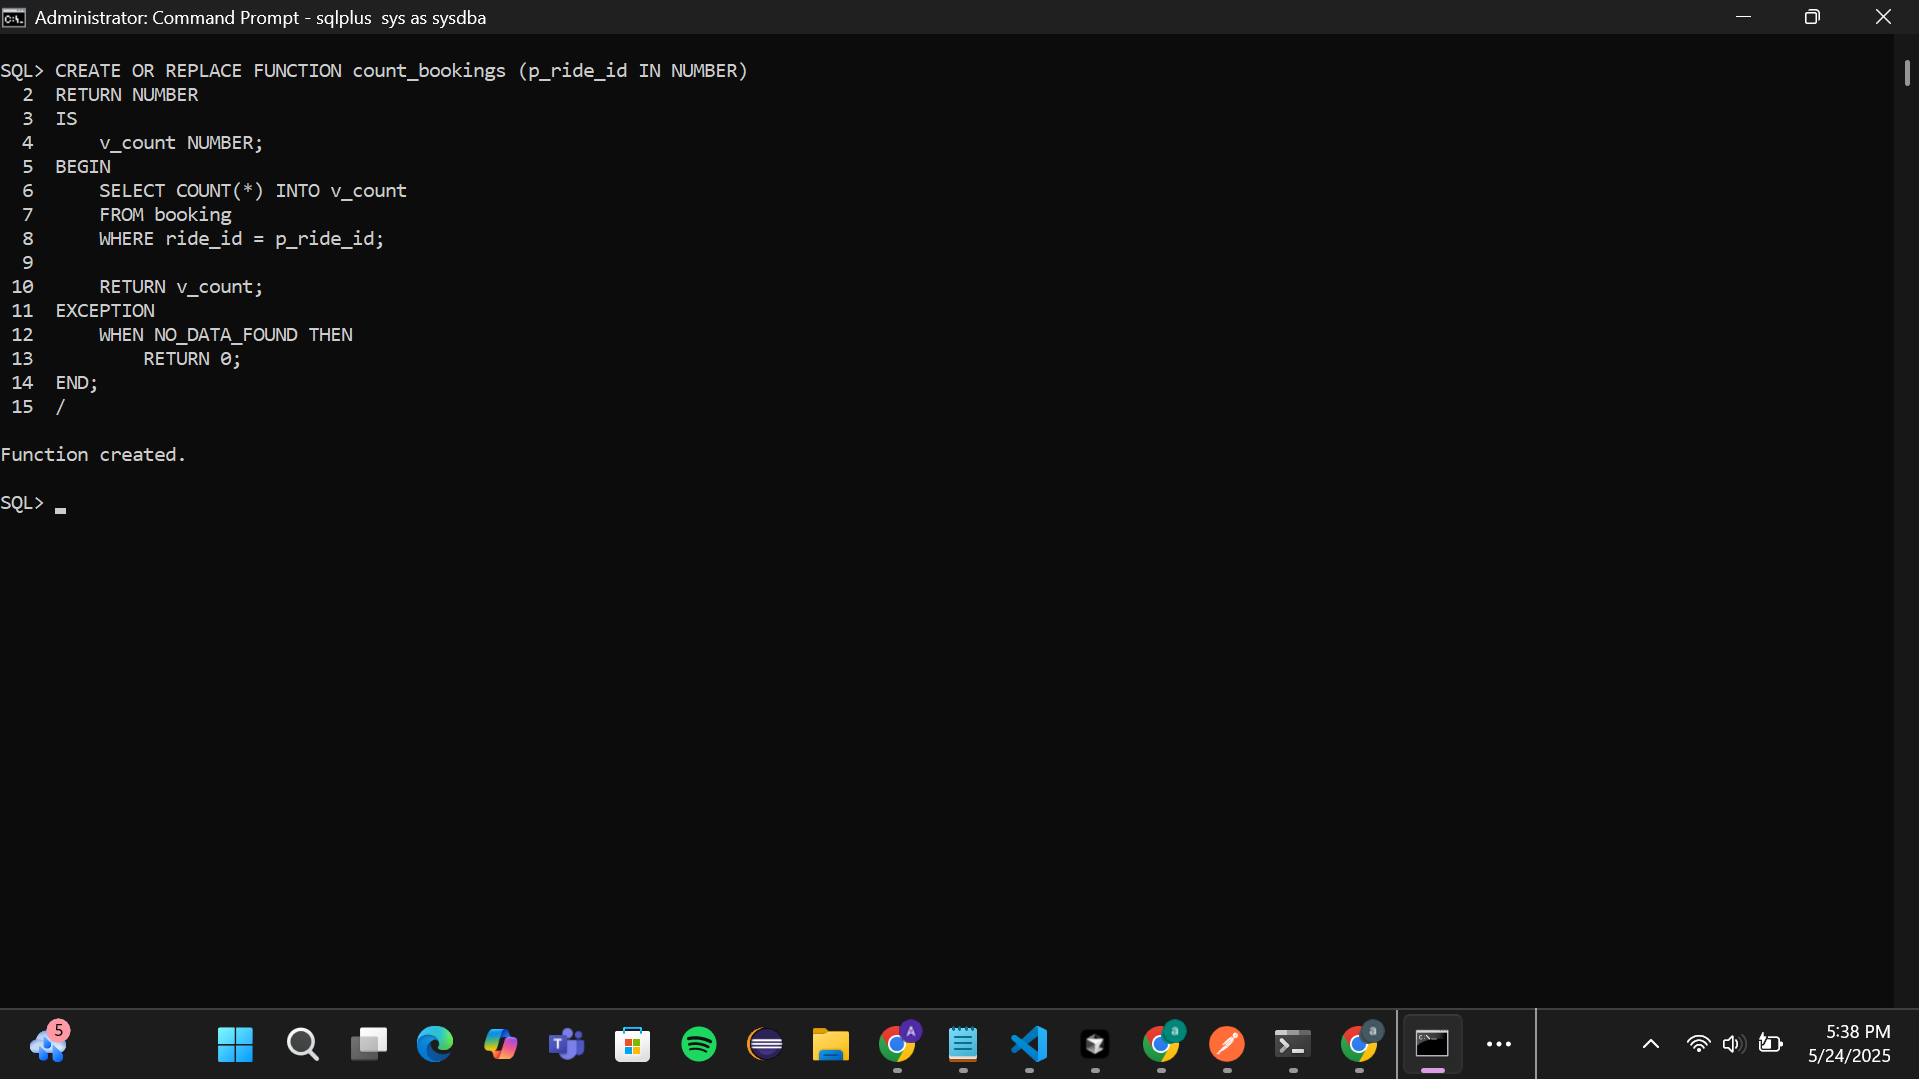 Administrator: Command Prompt - sqlplus  sys as sysdba
SQL> CREATE OR REPLACE FUNCTION count_bookings (p_ride_id IN NUMBER)
  2  RETURN NUMBER
  3  IS
  4      v_count NUMBER;
  5  BEGIN
  6      SELECT COUNT(*) INTO v_count
  7      FROM booking
  8      WHERE ride_id = p_ride_id;
  9
 10      RETURN v_count;
 11  EXCEPTION
 12      WHEN NO_DATA_FOUND THEN
 13          RETURN 0;
 14  END;
 15  /
Function created.
SQL>
5
A
a
a
5:38 PM
5/24/2025